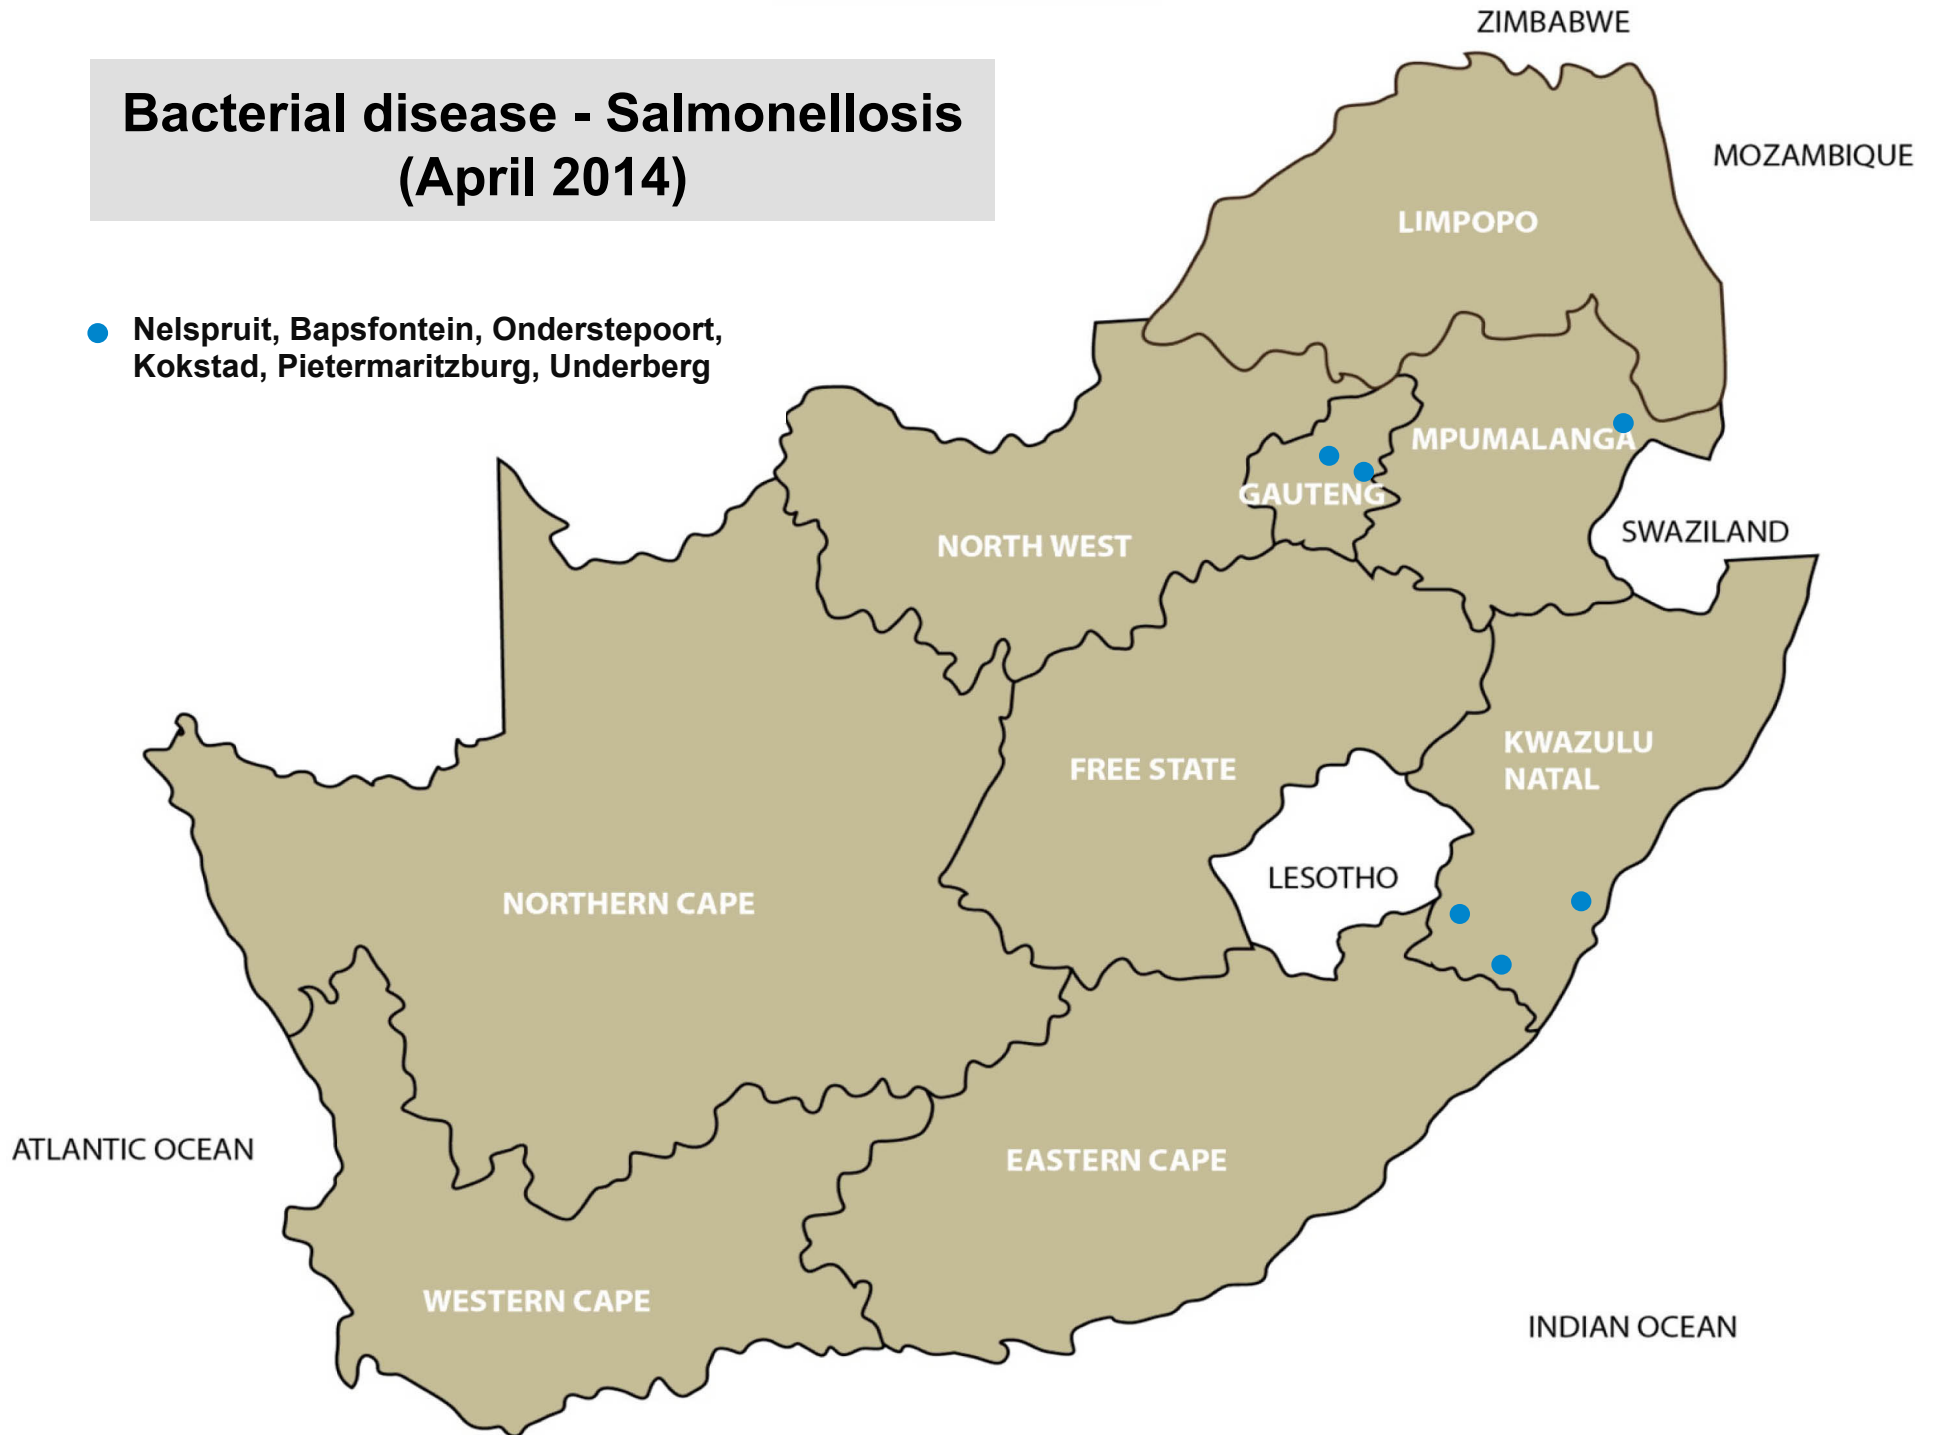 ZIMBABWE
Bacterial disease - Salmonellosis
(April 2014)
MOZAMBIQUE
LIMPOPO
Nelspruit, Bapsfontein, Onderstepoort,
Kokstad, Pietermaritzburg, Underberg
MPUMALANGA
GAUTENG
SWAZILAND
NORTH WEST
KWAZULU
NATAL
FREE STATE
LESOTHO
NORTHERN CAPE
ATLANTIC OCEAN
EASTERN CAPE
WESTERN CAPE
INDIAN OCEAN